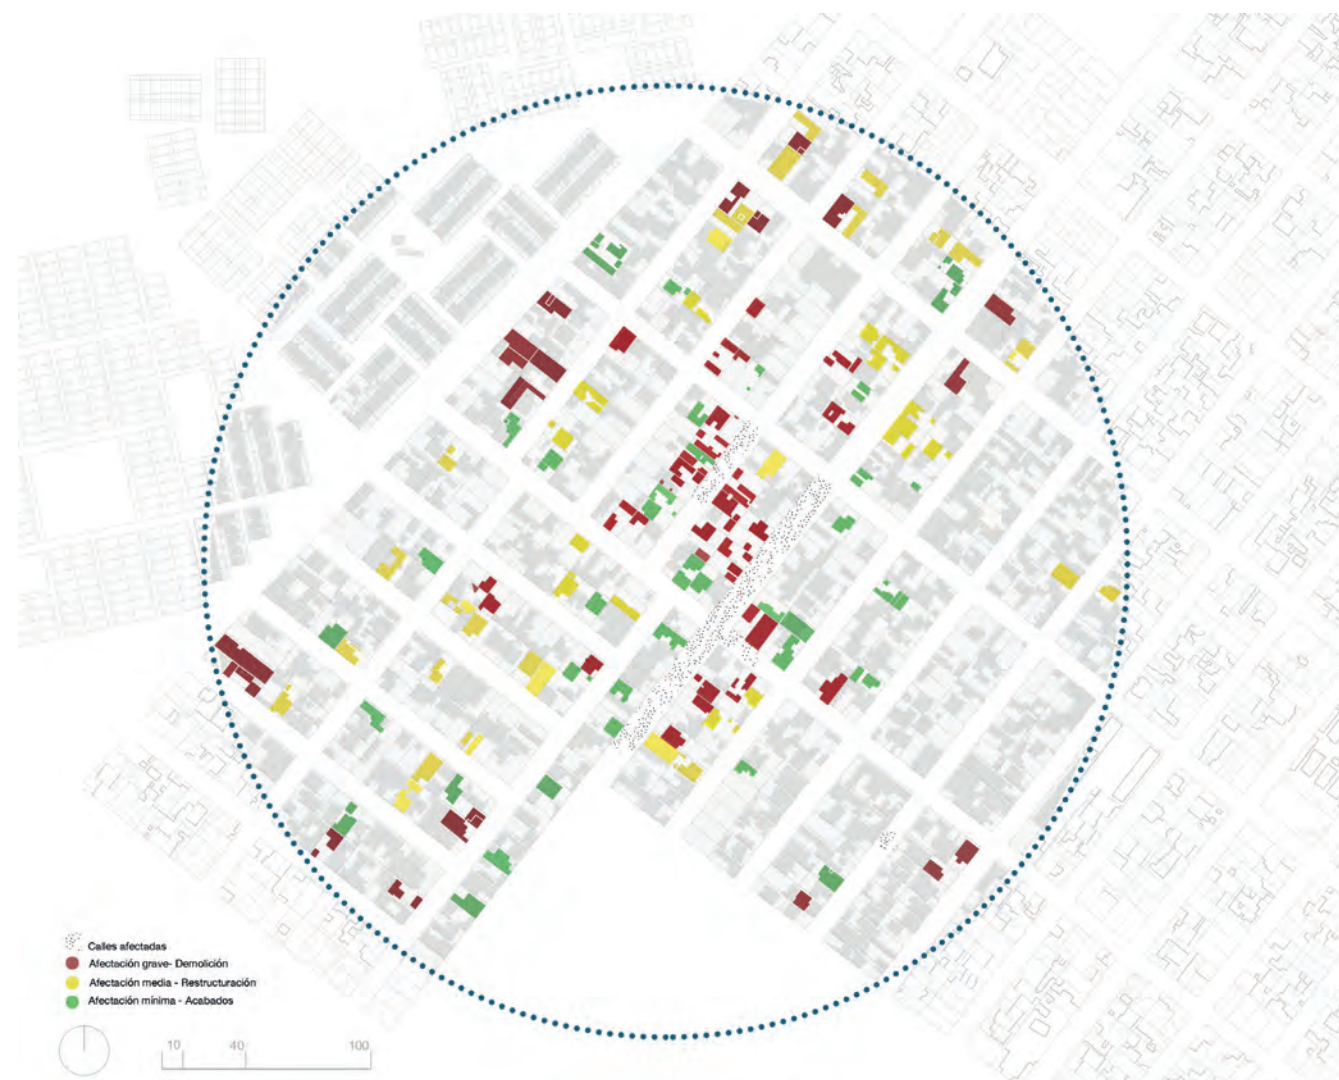 Calles afectadas
Afectación grave- Demolición
Afectación media - Restructuración
Afectación mínima - Acabados
10 40 100